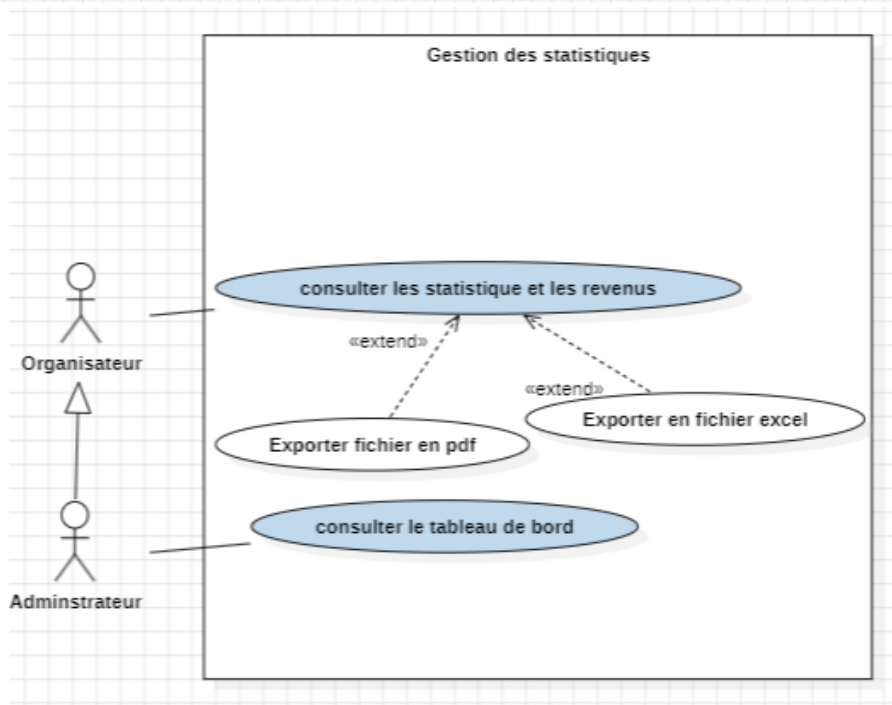 Gestion des statistiques
consulter les statistique et les revenus
«extend»
Organisateur
«extend»
Exporter en fichier excel
Exporter fichier en pdf
consulter le tableau de bord
Adminstrateur